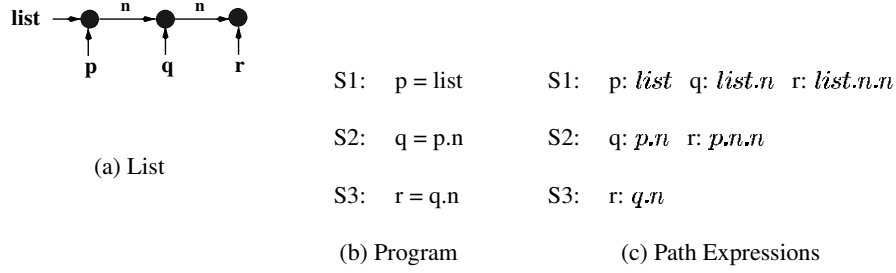 n n
list
p q r
S1: p = list S1: p: list q: list.n r: list.n.n
S2: q = p.n S2: q: p.n r: p.n.n
(a) List
S3: r = q.n S3: r: q.n
(b) Program (c) Path Expressions